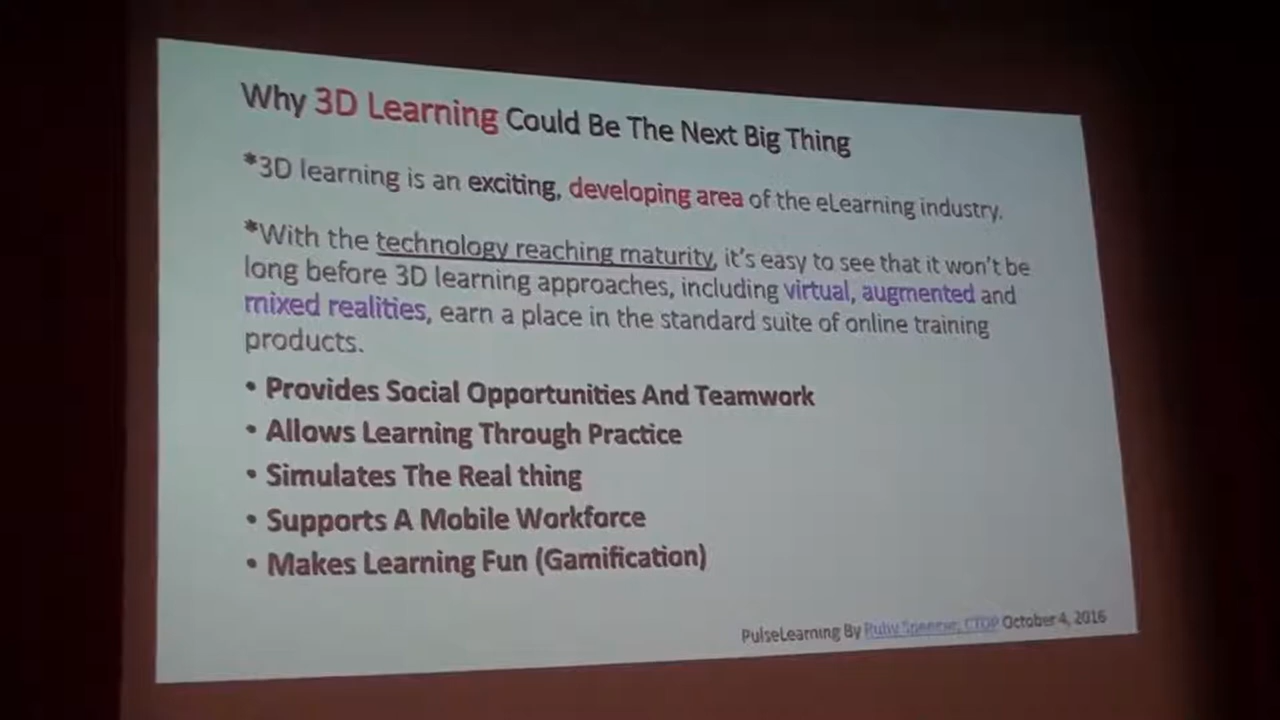 Why 3D Learning Could Be The Next Big Thing
*3D learning is an exciting, developing area of the eLearning industry.
*With the technology reaching maturity, it's easy to see that it won't be
long before 3D learning approaches, including virtual, augmented and
mixed realities, earn a place in the standard suite of online training
products.
• Provides Social Opportunities And Teamwork
• Allows Learning Through Practice
• Simulates The Real thing
• Supports A Mobile Workforce
• Makes Learning Fun (Gamification)
PulseLearning By Ruby October 4, 2016